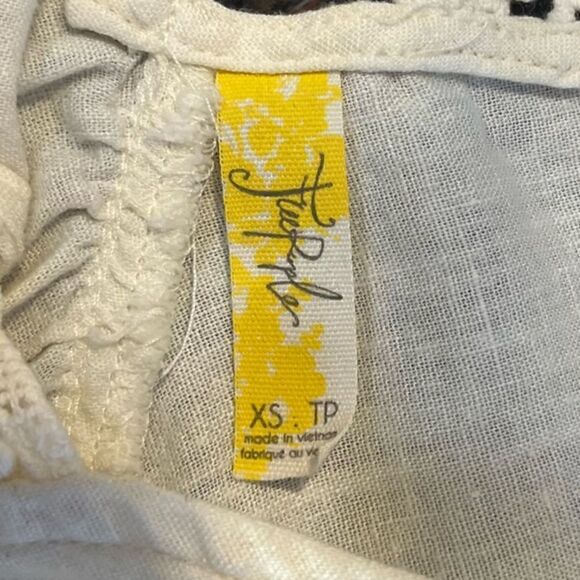 Free People
XS . TP
made in vietnam
fabriqué au